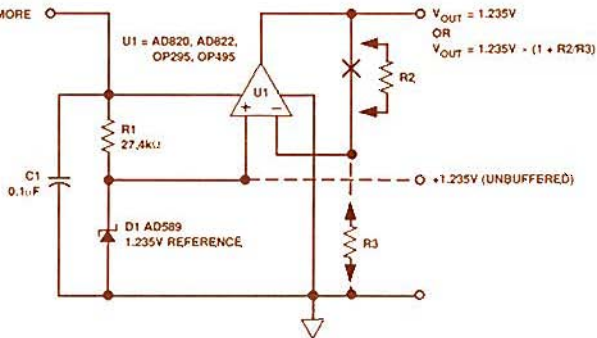 MORE
U1 = AD820, AD822,
OP295, OP495
VOUT = 1.235V
OR
VOUT = 1.235V · (1 + R2/R3)
R2
U1
+
−
R1
27.4kΩ
C1
0.1µF
+1.235V (UNBUFFERED)
D1 AD589
1.235V REFERENCE
R3